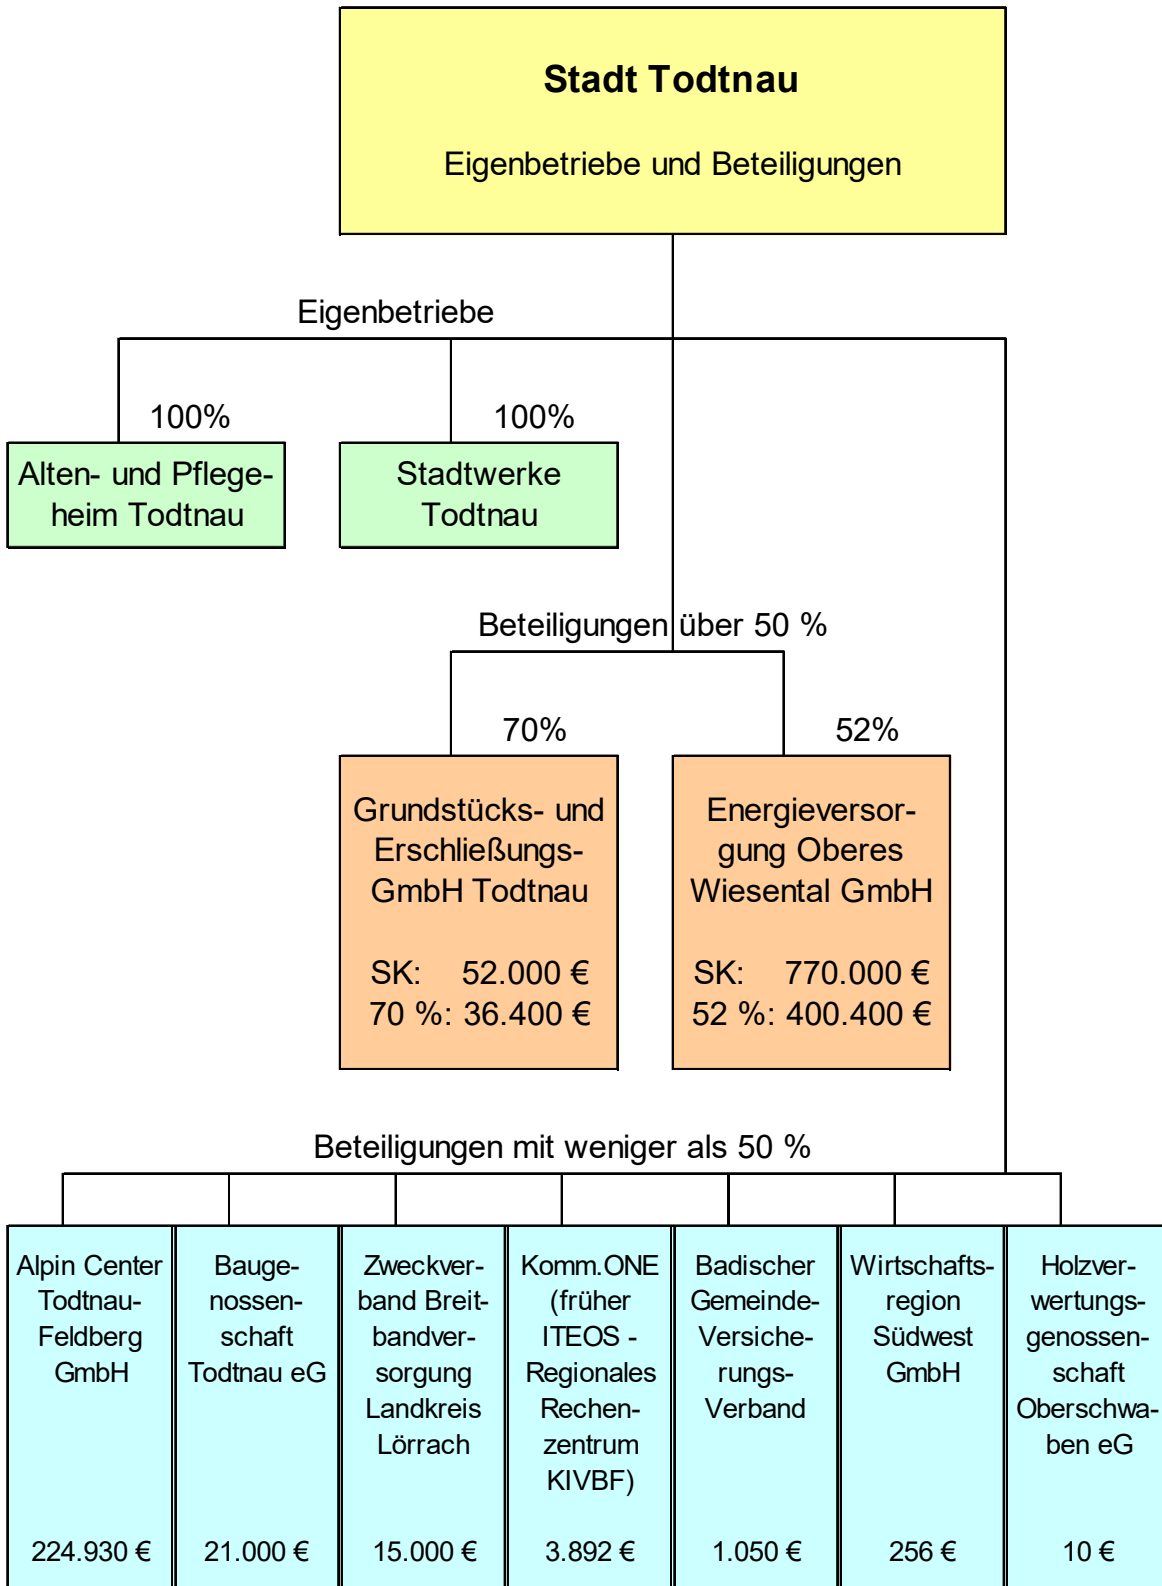 Stadt Todtnau
Eigenbetriebe und Beteiligungen
Eigenbetriebe
100%
100%
Alten- und Pflege-
heim Todtnau
Stadtwerke
Todtnau
Beteiligungen über 50 %
70%
52%
Grundstücks- und
Erschließungs-
GmbH Todtnau
SK: 52.000 €
70 %: 36.400 €
Energieversor-
gung Oberes
Wiesental GmbH
SK: 770.000 €
52 %: 400.400 €
Beteiligungen mit weniger als 50 %
Alpin Center
Todtnau-
Feldberg
GmbH
224.930 €
Bauge-
nossen-
schaft
Todtnau eG
21.000 €
Zweckver-
band Breit-
bandver-
sorgung
Landkreis
Lörrach
15.000 €
Komm.ONE
(früher
ITEOS -
Regionales
Rechen-
zentrum
KIVBF)
3.892 €
Badischer
Gemeinde-
Versiche-
rungs-
Verband
1.050 €
Wirtschafts-
region
Südwest
GmbH
256 €
Holzver-
wertungs-
genossen-
schaft
Oberschwa-
ben eG
10 €